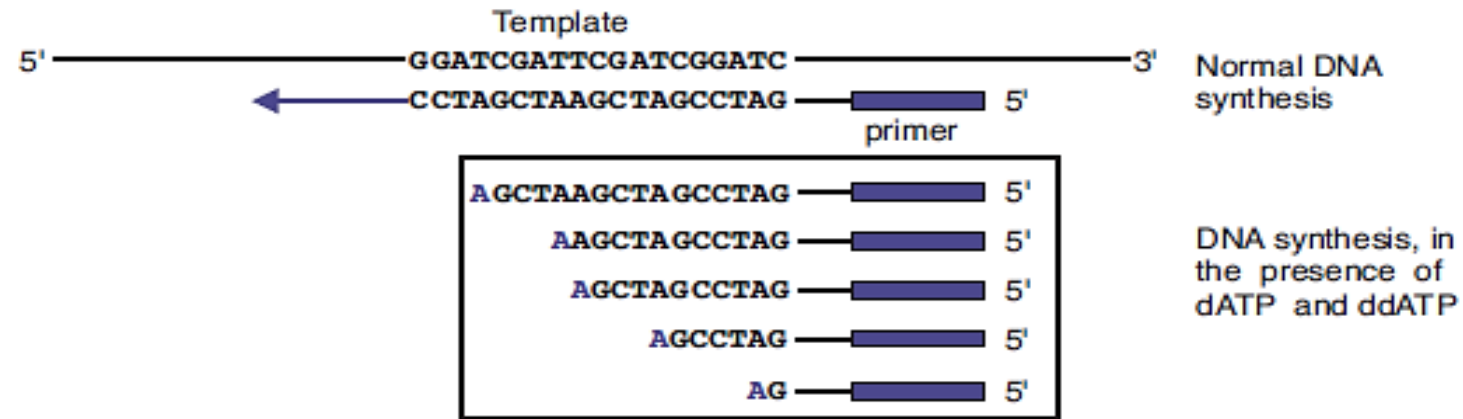 Template
5' GGATCGATTCGATCGGATC 3'
CCTAGCTAAGCTAGCCTAG 5'
primer
Normal DNA
synthesis
AGCTAAGCTAGCCTAG 5'
AAGCTAGCCTAG 5'
AGCTAGCCTAG 5'
AGCCTAG 5'
AG 5'
DNA synthesis, in
the presence of
dATP and ddATP